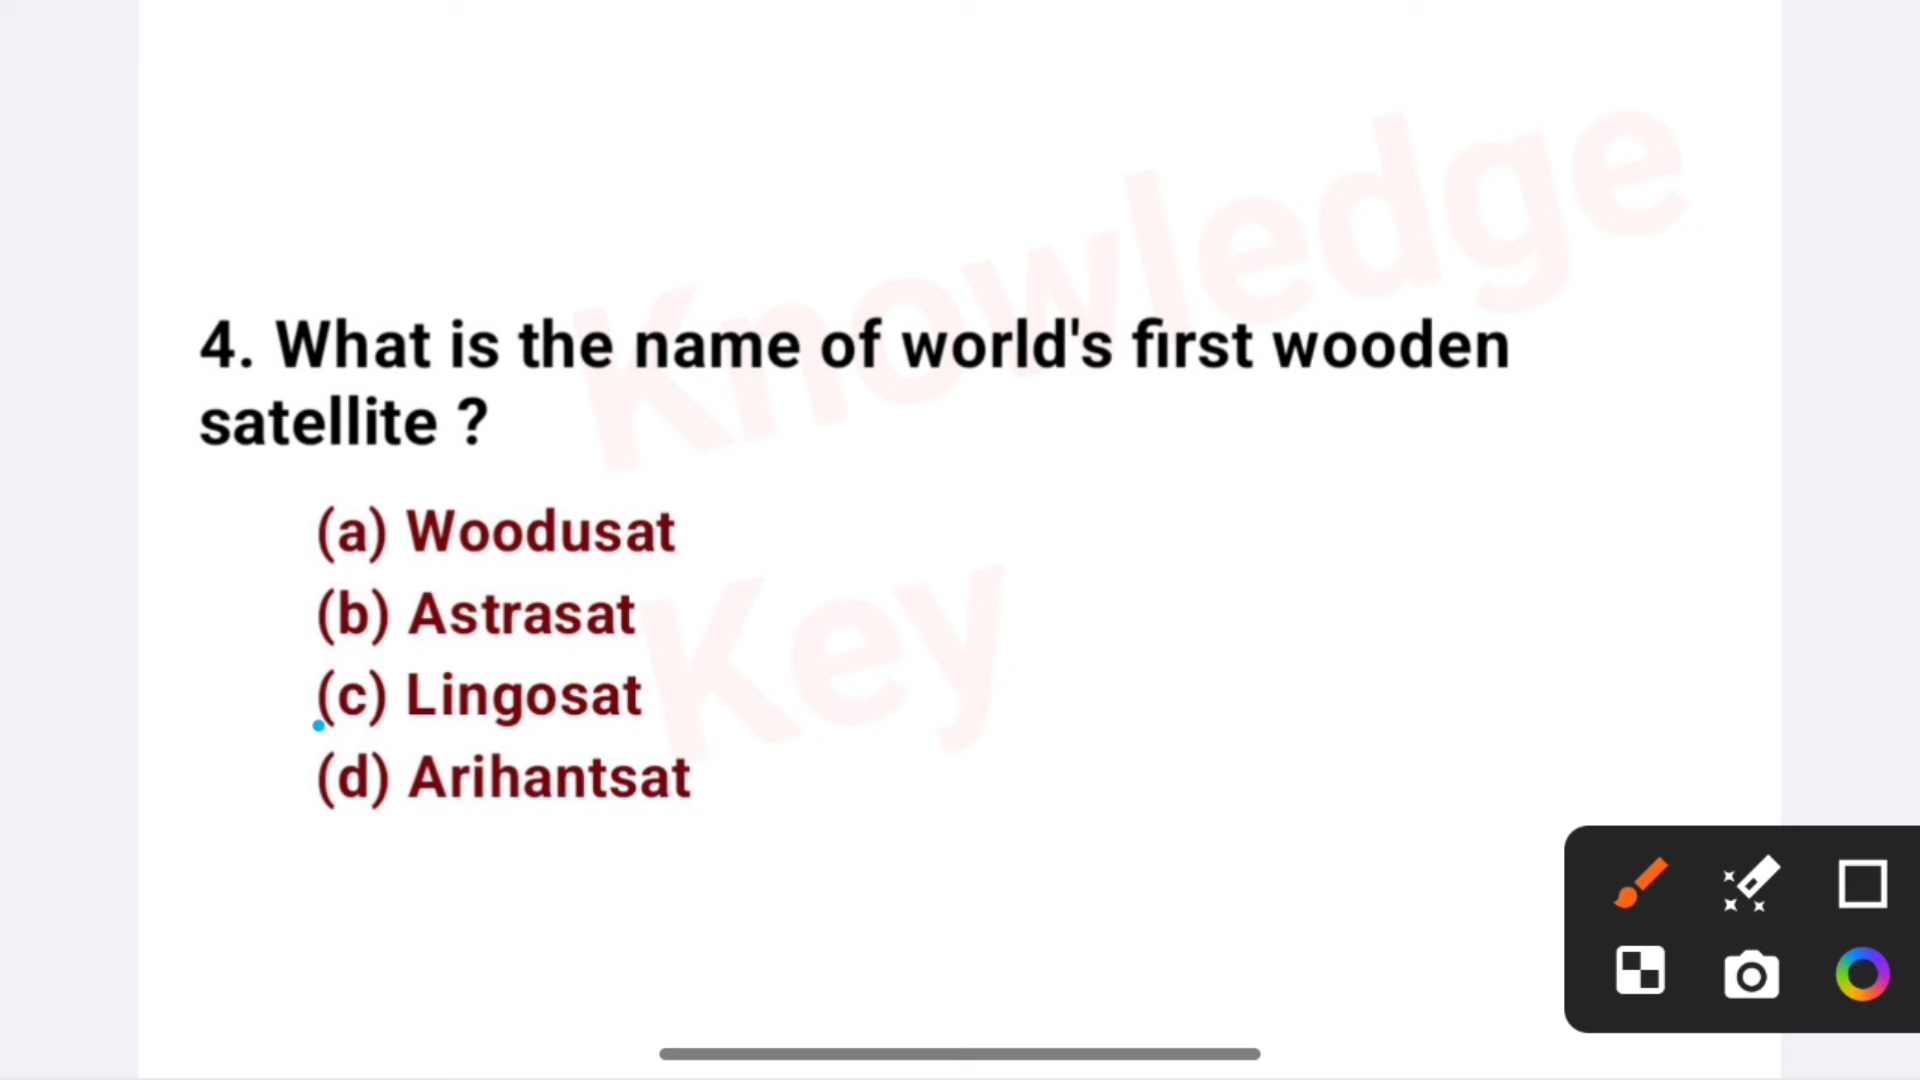 Knowledge
Key
4. What is the name of world's first wooden
satellite ?
(a) Woodusat
(b) Astrasat
(c) Lingosat
(d) Arihantsat